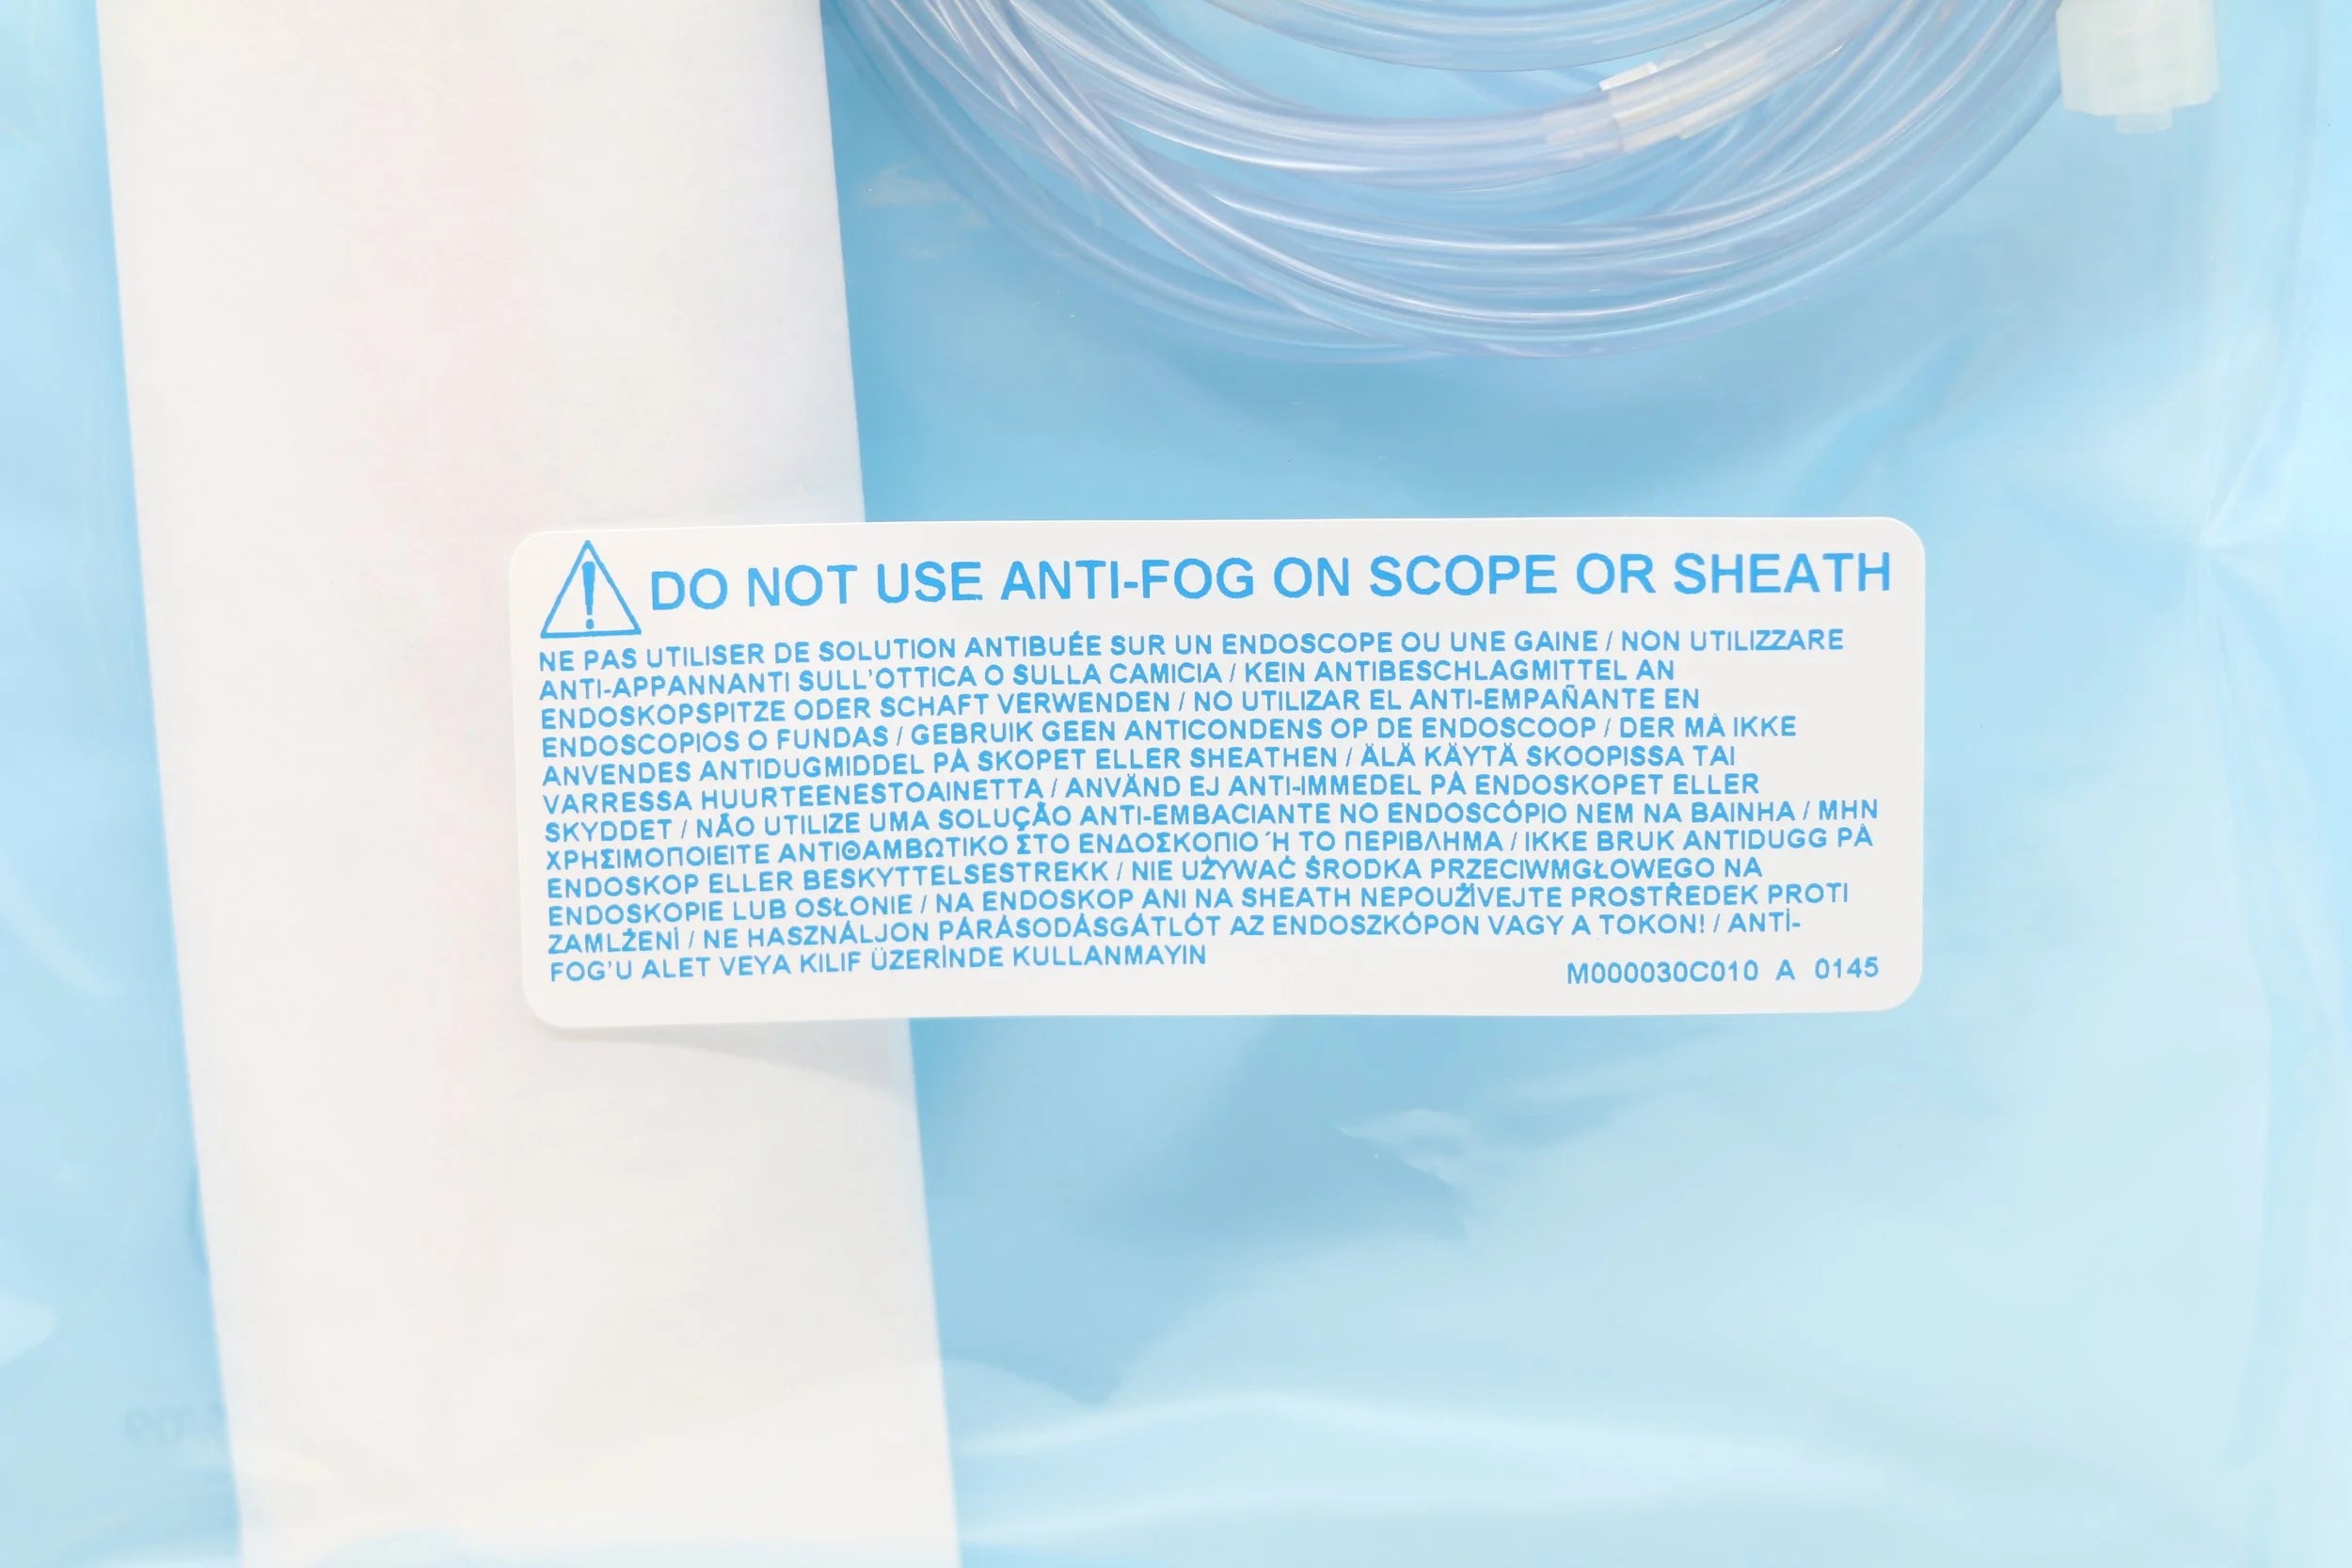 DO NOT USE ANTI-FOG ON SCOPE OR SHEATH
NE PAS UTILISER DE SOLUTION ANTIBUÉE SUR UN ENDOSCOPE OU UNE GAINE / NON UTILIZZARE
ANTI-APPANNANTI SULL'OTTICA O SULLA CAMICIA / KEIN ANTIBESCHLAGMITTEL AN
ENDOSKOPSPITZE ODER SCHAFT VERWENDEN / NO UTILIZAR EL ANTI-EMPAÑANTE EN
ENDOSCOPIOS O FUNDAS / GEBRUIK GEEN ANTICONDENS OP DE ENDOSCOOP / DER MÅ IKKE
ANVENDES ANTIDUGMIDDEL PÅ SKOPET ELLER SHEATHEN / ÄLÄ KÄYTÄ SKOOPISSA TAI
VARRESSA HUURTEENESTOAINETTA / ANVÄND EJ ANTI-IMMEDEL PÅ ENDOSKOPET ELLER
SKYDDET / NÃO UTILIZE UMA SOLUÇÃO ANTI-EMBACIANTE NO ENDOSCÓPIO NEM NA BAINHA / ΜΗΝ
ΧΡΗΣΙΜΟΠΟΙΕΙΤΕ ΑΝΤΙΘΑΜΒΩΤΙΚΟ ΣΤΟ ΕΝΔΟΣΚΟΠΙΟ Ή ΤΟ ΠΕΡΙΒΛΗΜΑ / IKKE BRUK ANTIDUGG PÅ
ENDOSKOP ELLER BESKYTTELSESTREKK / NIE UŻYWAĆ ŚRODKA PRZECIWMGŁOWEGO NA
ENDOSKOPIE LUB OSŁONIE / NA ENDOSKOP ANI NA SHEATH NEPOUŽÍVEJTE PROSTŘEDEK PROTI
ZAMLŽENÍ / NE HASZNÁLJON PÁRÁSODÁSGÁTLÓT AZ ENDOSZKÓPON VAGY A TOKON! / ANTİ-
FOG'U ALET VEYA KILIF ÜZERİNDE KULLANMAYIN
M000030C010 A 0145